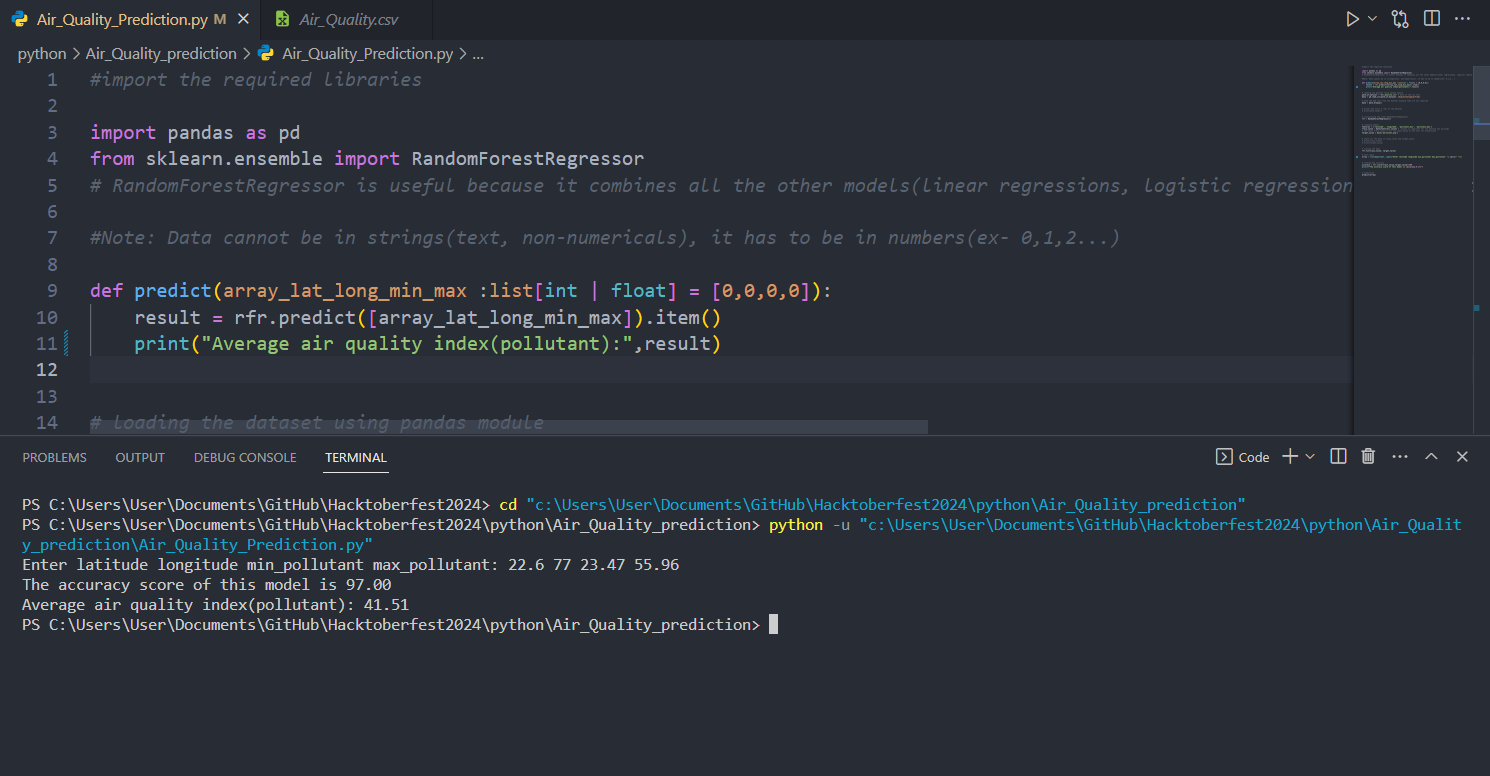 Air_Quality_Prediction.py M Air_Quality.csv
python > Air_Quality_prediction > Air_Quality_Prediction.py > ...
1 #import the required libraries
2
3 import pandas as pd
4 from sklearn.ensemble import RandomForestRegressor
5 # RandomForestRegressor is useful because it combines all the other models(linear regressions, logistic regression
6
7 #Note: Data cannot be in strings(text, non-numericals), it has to be in numbers(ex- 0,1,2...)
8
9 def predict(array_lat_long_min_max :list[int | float] = [0,0,0,0]):
10 result = rfr.predict([array_lat_long_min_max]).item()
11 print("Average air quality index(pollutant):",result)
12
13
14 # loading the dataset using pandas module
PROBLEMS OUTPUT DEBUG CONSOLE TERMINAL Code
PS C:\Users\User\Documents\GitHub\Hacktoberfest2024> cd "c:\Users\User\Documents\GitHub\Hacktoberfest2024\python\Air_Quality_prediction"
PS C:\Users\User\Documents\GitHub\Hacktoberfest2024\python\Air_Quality_prediction> python -u "c:\Users\User\Documents\GitHub\Hacktoberfest2024\python\Air_Qualit
y_prediction\Air_Quality_Prediction.py"
Enter latitude longitude min_pollutant max_pollutant: 22.6 77 23.47 55.96
The accuracy score of this model is 97.00
Average air quality index(pollutant): 41.51
PS C:\Users\User\Documents\GitHub\Hacktoberfest2024\python\Air_Quality_prediction>